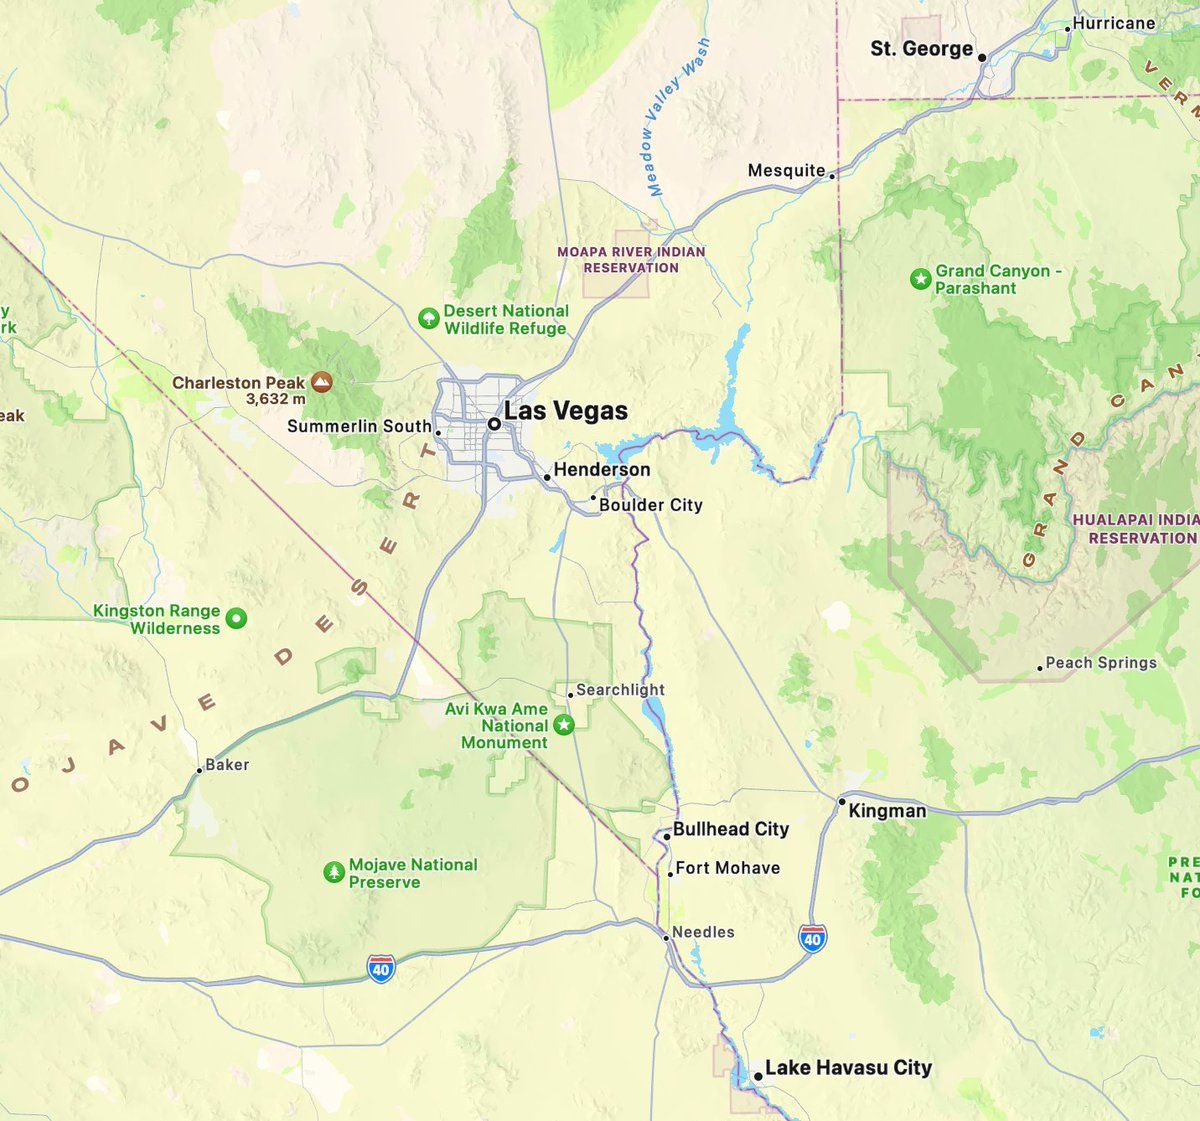 Hurricane
St. George
VERM
Meadow Valley Wash
Mesquite
MOAPA RIVER INDIAN
RESERVATION
Grand Canyon -
Parashant
Desert National
Wildlife Refuge
y
rk
Charleston Peak
3,632 m
eak
Las Vegas
Summerlin South
GRAND CANY
Henderson
Boulder City
HUALAPAI INDIA
RESERVATION
OJAVE DESERT
Kingston Range
Wilderness
Peach Springs
Searchlight
Avi Kwa Ame
National
Monument
Baker
Kingman
Bullhead City
Fort Mohave
Mojave National
Preserve
PRE
NAT
FO
Needles
40
40
Lake Havasu City